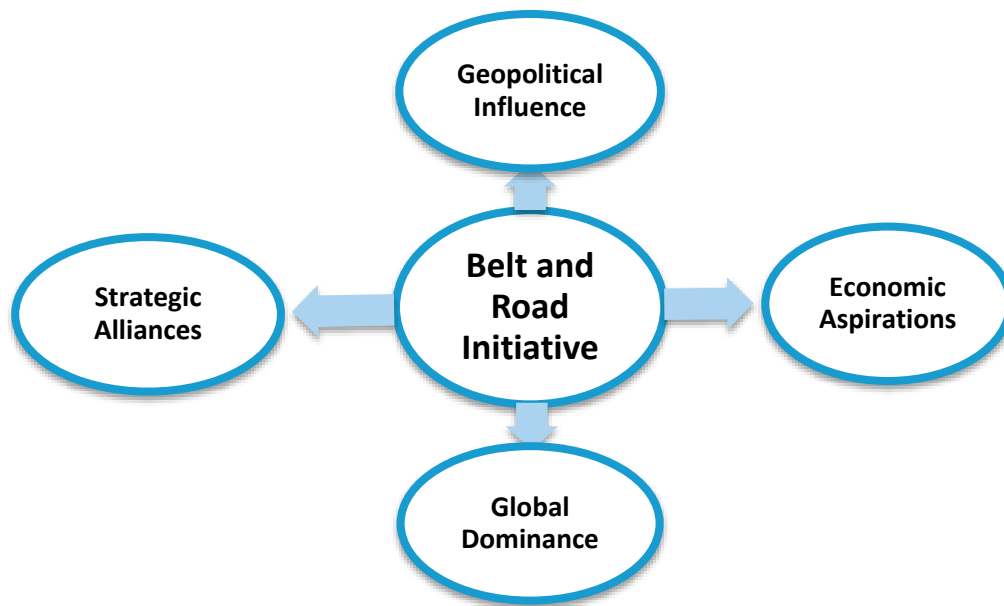 Geopolitical
Influence
Strategic
Alliances
Belt and
Road
Initiative
Economic
Aspirations
Global
Dominance